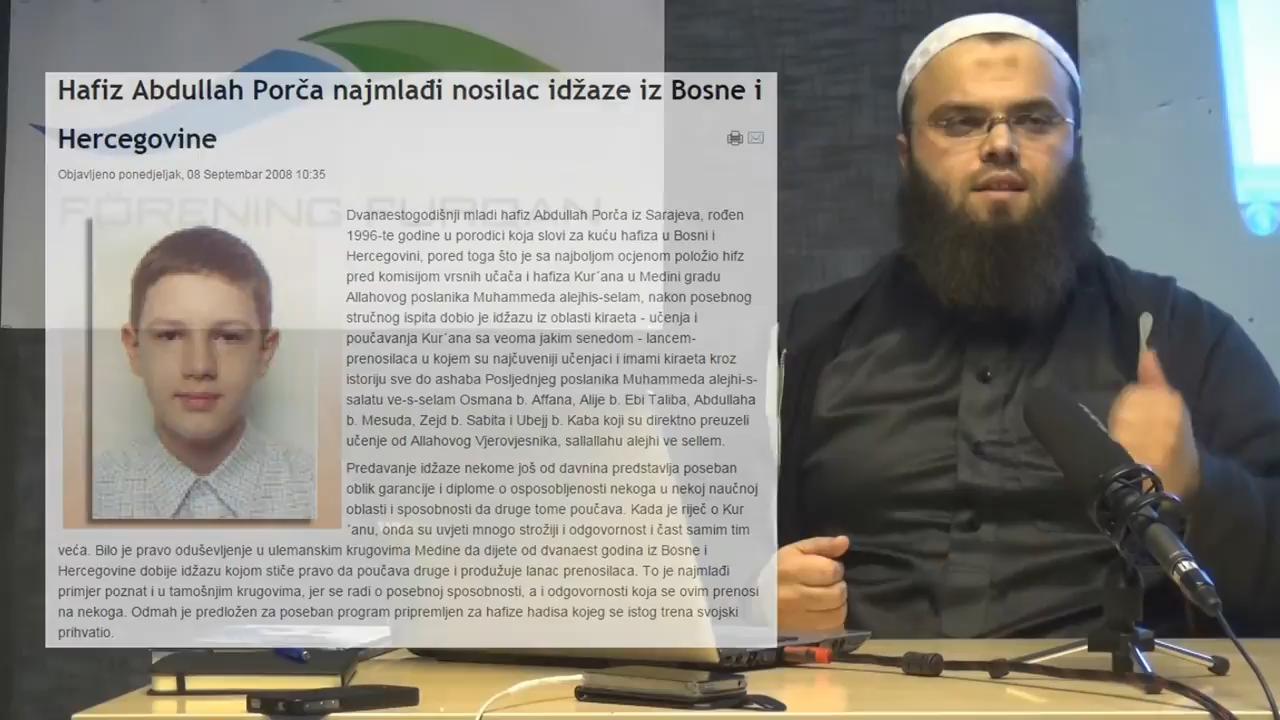 Hafiz Abdullah Porča najmlađi nosilac idžaze iz Bosne i
Hercegovine
Objavljeno ponedjeljak, 08 Septembar 2008 10:35
FÖRENING FURQAN
Dvanaestogodišnji mladi hafiz Abdullah Porča iz Sarajeva, rođen
1996-te godine u porodici koja slovi za kuću hafiza u Bosni i
Hercegovini, pored toga što je sa najboljom ocjenom položio hifz
pred komisijom vrsnih učača i hafiza Kur´ana u Medini gradu
Allahovog poslanika Muhammeda alejhis-selam, nakon posebnog
stručnog ispita dobio je idžazu iz oblasti kiraeta - učenja i
poučavanja Kur´ana sa veoma jakim senedom - lancem-
prenosilaca u kojem su najčuveniji učenjaci i imami kiraeta kroz
istoriju sve do ashaba Posljednjeg poslanika Muhammeda alejhi-s-
salatu ve-s-selam Osmana b. Affana, Alije b. Ebi Taliba, Abdullaha
b. Mesuda, Zejd b. Sabita i Ubejj b. Kaba koji su direktno preuzeli
učenje od Allahovog Vjerovjesnika, sallallahu alejhi ve sellem.
Predavanje idžaze nekome još od davnina predstavlja poseban
oblik garancije i diplome o osposobljenosti nekoga u nekoj naučnoj
oblasti i sposobnosti da druge tome poučava. Kada je riječ o Kur
´anu, onda su uvjeti mnogo strožiji i odgovornost i čast samim tim
veća. Bilo je pravo oduševljenje u ulemanskim krugovima Medine da dijete od dvanaest godina iz Bosne i
Hercegovine dobije idžazu kojom stiče pravo da poučava druge i produžuje lanac prenosilaca. To je najmlađi
primjer poznat i u tamošnjim krugovima, jer se radi o posebnoj sposobnosti, a i odgovornosti koja se ovim prenosi
na nekoga. Odmah je predložen za poseban program pripremljen za hafize hadisa kojeg se istog trena svojski
prihvatio.